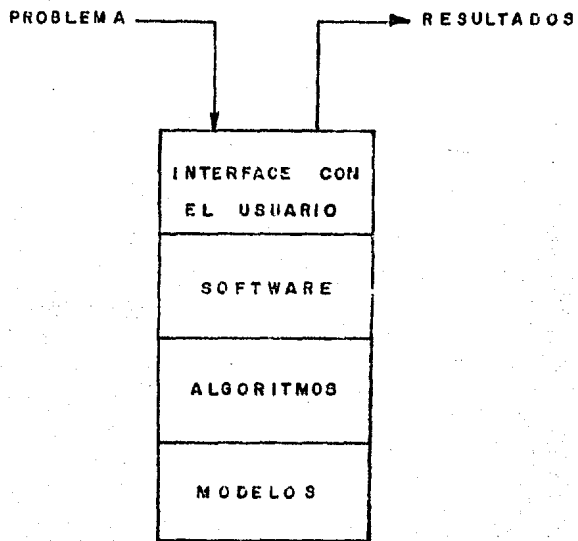 PROBLEMA
RESULTADOS
INTERFACE CON
EL USUARIO
SOFTWARE
ALGORITMOS
MODELOS